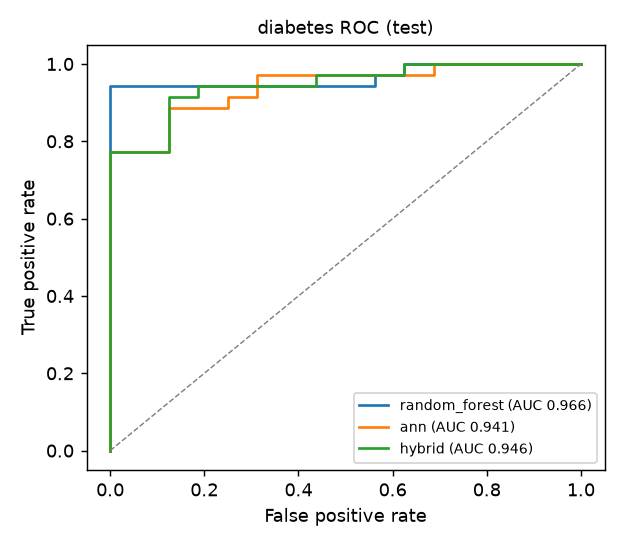 diabetes ROC (test)
True positive rate
1.0
0.8
0.6
0.4
0.2
0.0
random_forest (AUC 0.966)
ann (AUC 0.941)
hybrid (AUC 0.946)
0.0 0.2 0.4 0.6 0.8 1.0
False positive rate